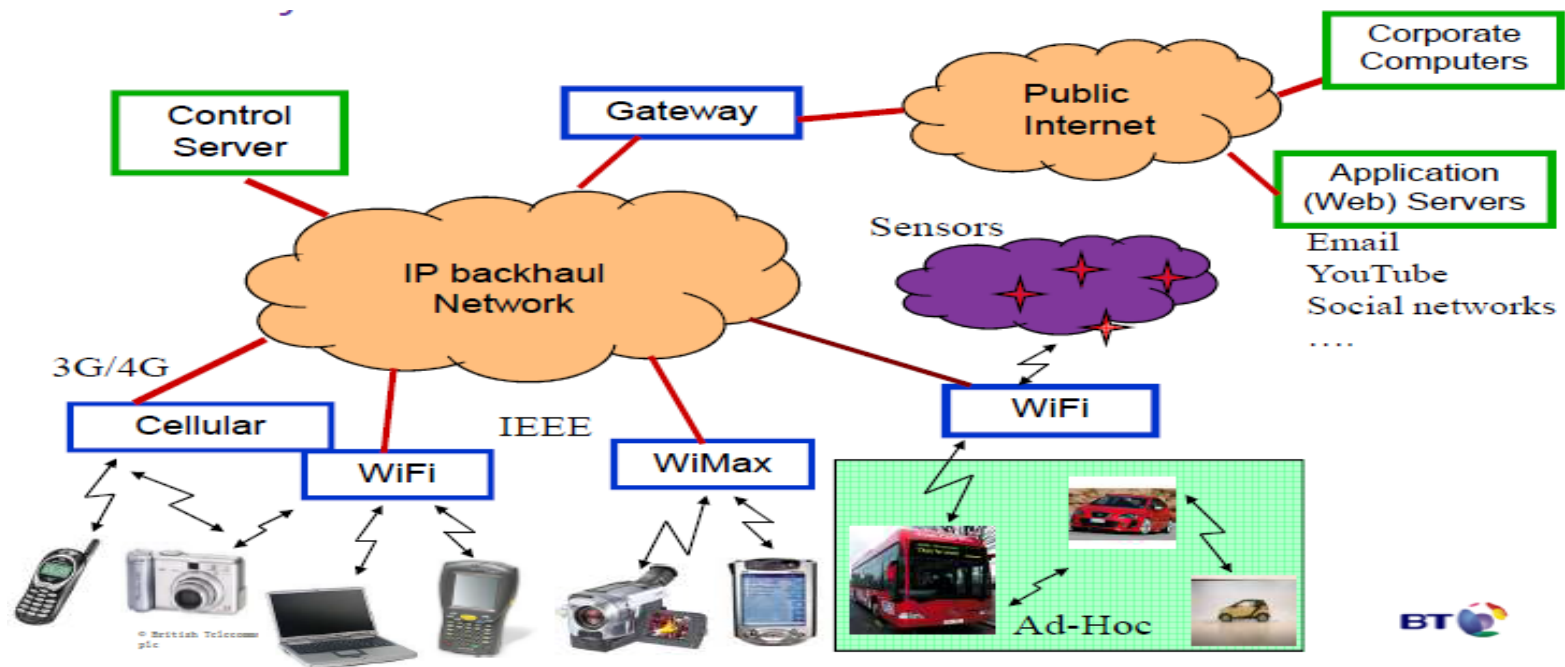 Corporate
Computers
Control
Server
Gateway
Public
Internet
Application
(Web) Servers
Email
YouTube
Social networks
....
Sensors
IP backhaul
Network
3G/4G
Cellular
WiFi
IEEE
WiMax
WiFi
Ad-Hoc
© British Telecomm
plc
BT